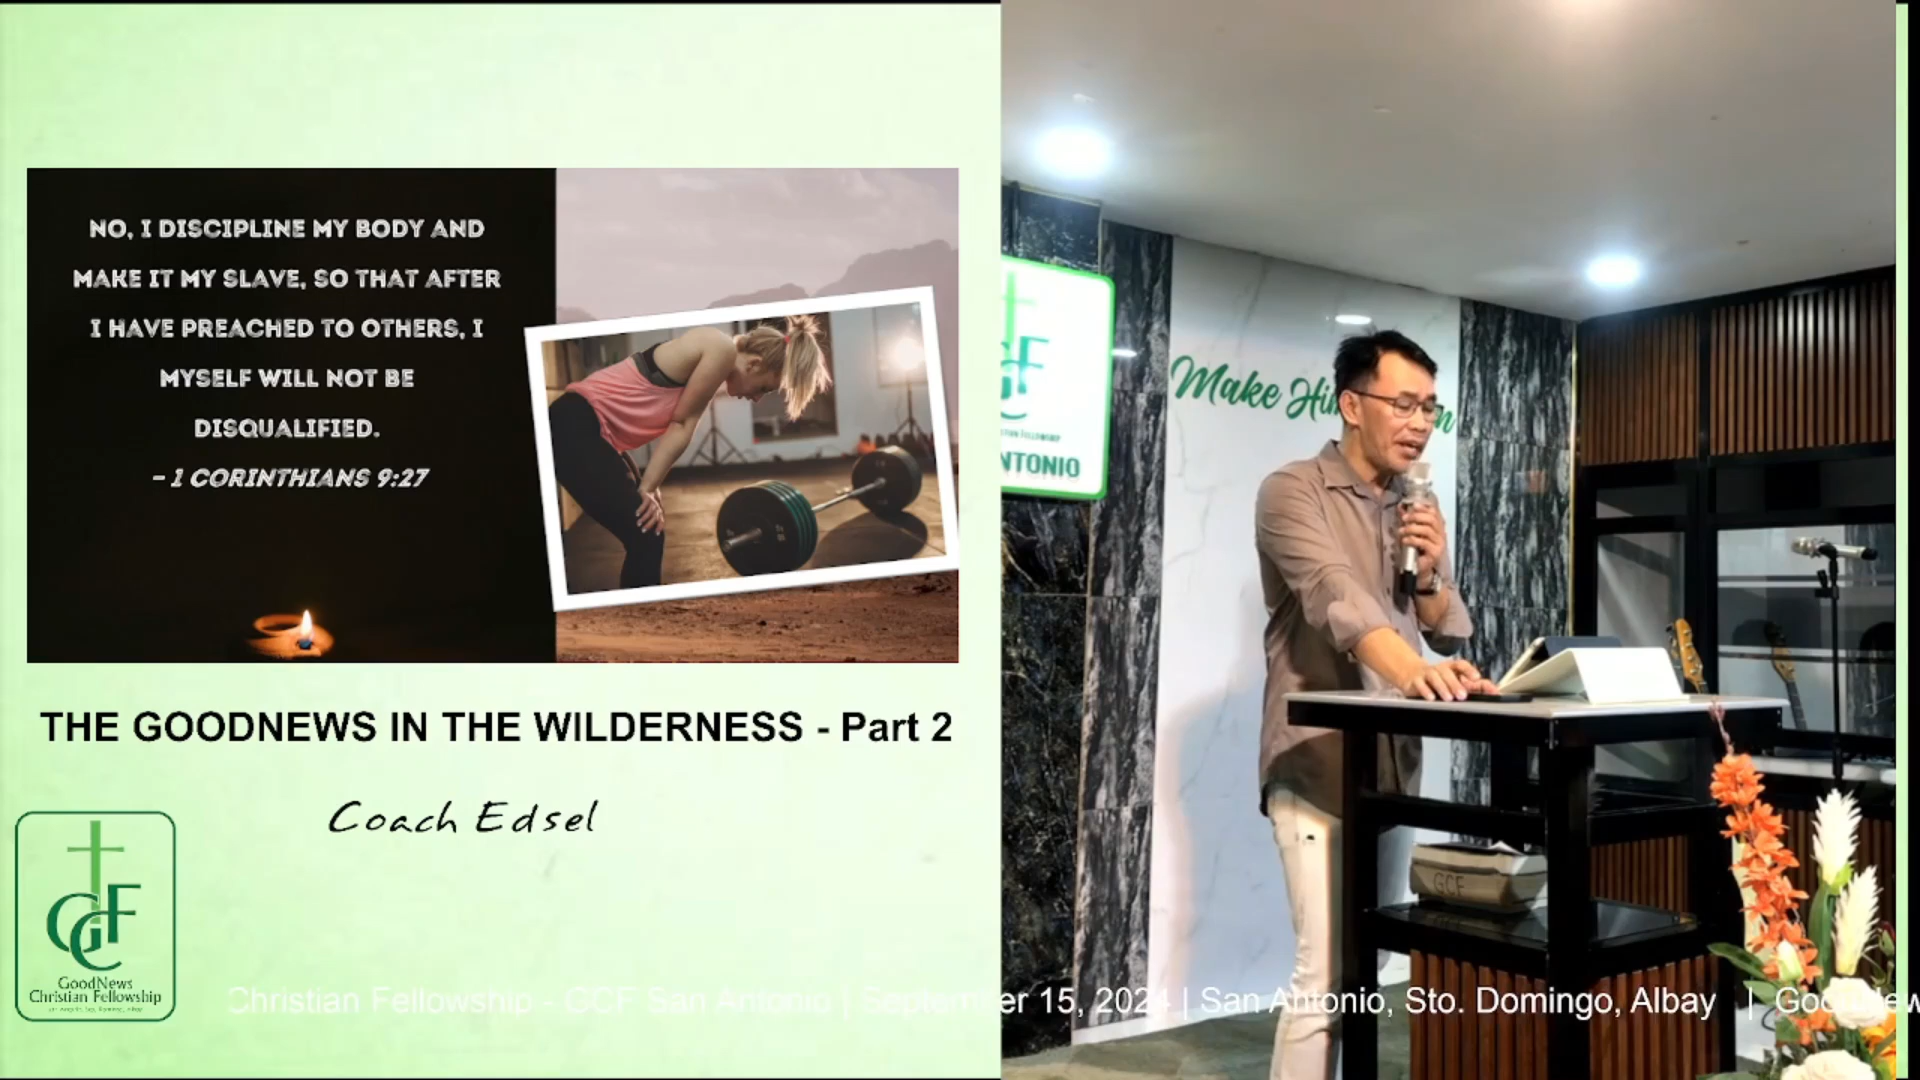 NO, I DISCIPLINE MY BODY AND
MAKE IT MY SLAVE, SO THAT AFTER
I HAVE PREACHED TO OTHERS, I
MYSELF WILL NOT BE
DISQUALIFIED.
- 1 CORINTHIANS 9:27
THE GOODNEWS IN THE WILDERNESS - Part 2
Coach Edsel
GCF
GoodNews
Christian Fellowship
GCF
NTONIO
Make Him
GCF
Christian Fellowship - GCF San Antonio | September 15, 2024 | San Antonio, Sto. Domingo, Albay | Good